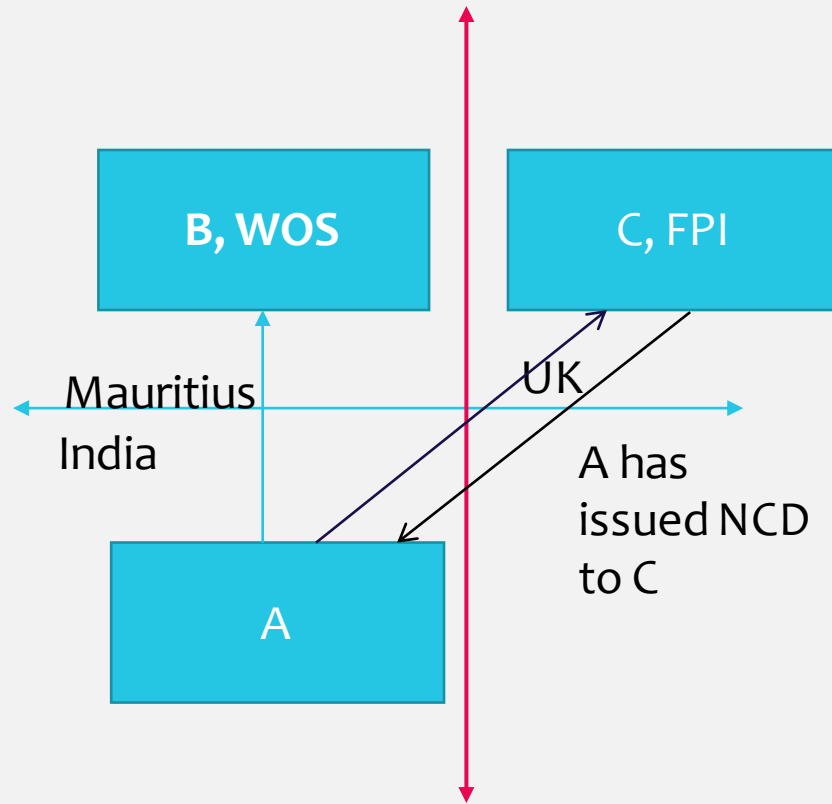 B, WOS
C, FPI
Mauritius
UK
India
A has
issued NCD
to C
A